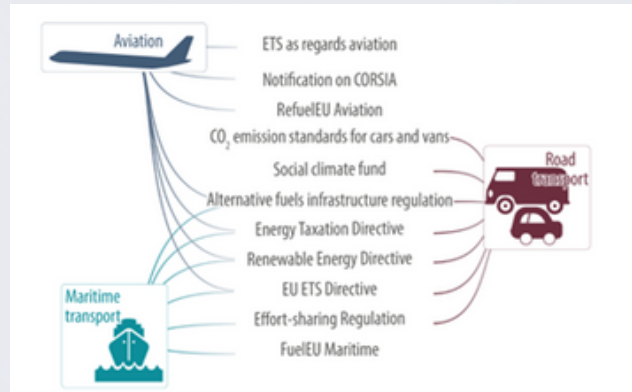 Aviation
ETS as regards aviation
Notification on CORSIA
RefuelEU Aviation
CO₂ emission standards for cars and vans
Social climate fund
Alternative fuels infrastructure regulation
Energy Taxation Directive
Renewable Energy Directive
EU ETS Directive
Effort-sharing Regulation
FuelEU Maritime
Road
transport
Maritime
transport